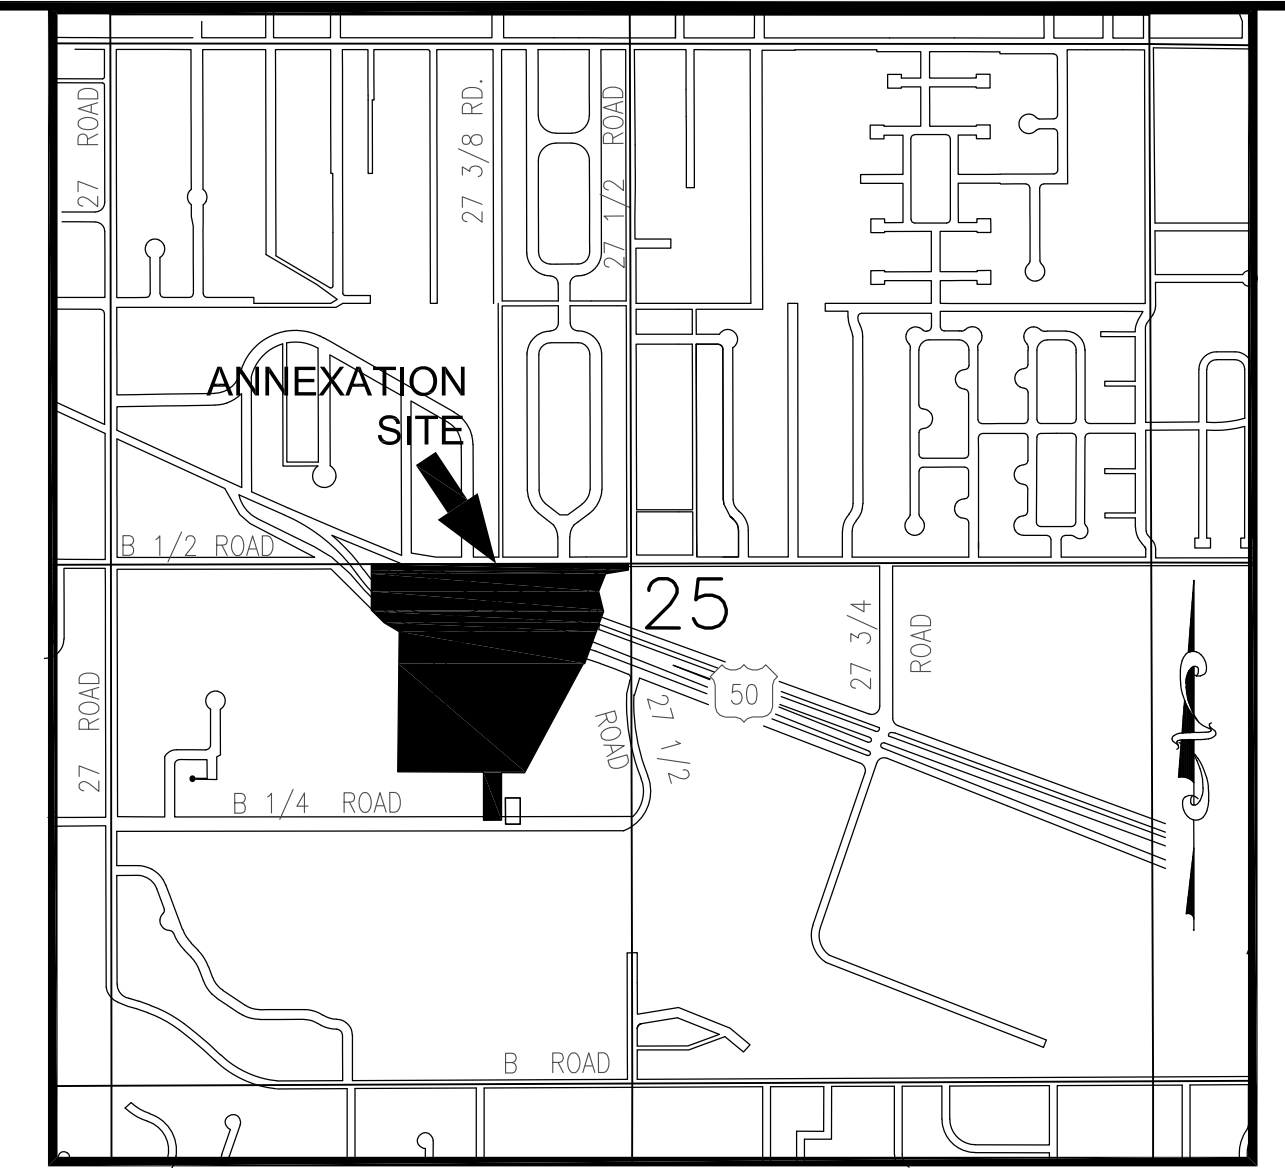 27 ROAD
27 3/8 RD.
27 1/2 ROAD
ANNEXATION
SITE
B 1/2 ROAD
25
27 3/4
ROAD
50
27 ROAD
27 1/2
ROAD
B 1/4 ROAD
B ROAD